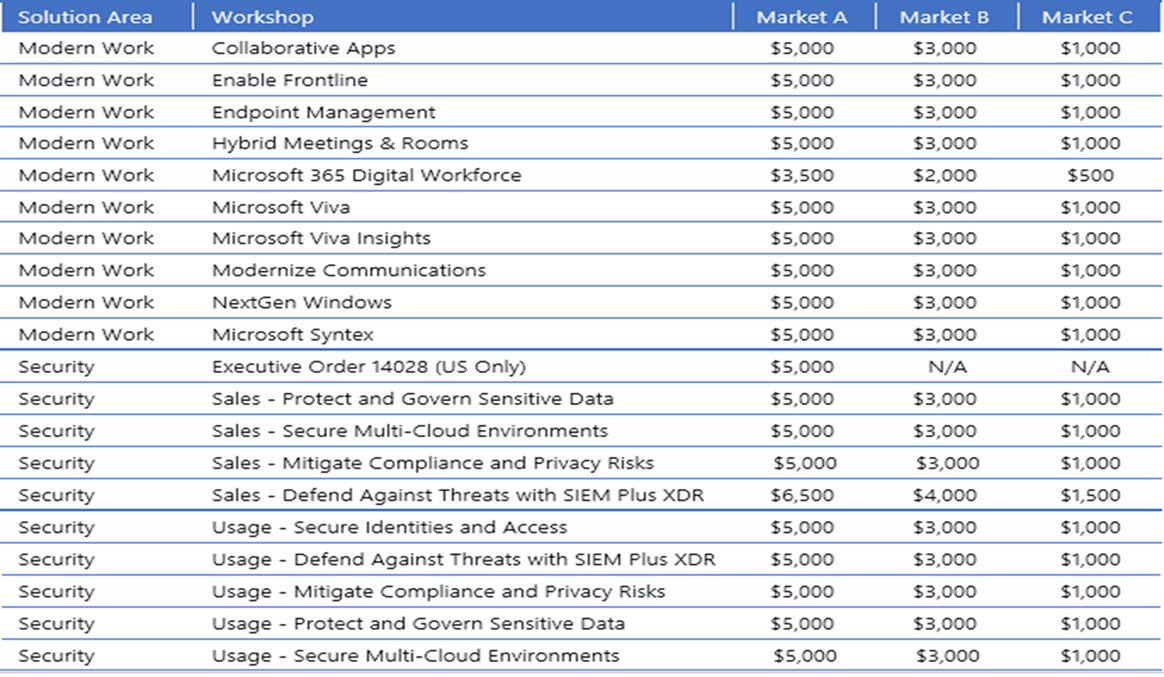 Solution Area Workshop Market A Market B Market C
Modern Work Collaborative Apps $5,000 $3,000 $1,000
Modern Work Enable Frontline $5,000 $3,000 $1,000
Modern Work Endpoint Management $5,000 $3,000 $1,000
Modern Work Hybrid Meetings & Rooms $5,000 $3,000 $1,000
Modern Work Microsoft 365 Digital Workforce $3,500 $2,000 $500
Modern Work Microsoft Viva $5,000 $3,000 $1,000
Modern Work Microsoft Viva Insights $5,000 $3,000 $1,000
Modern Work Modernize Communications $5,000 $3,000 $1,000
Modern Work NextGen Windows $5,000 $3,000 $1,000
Modern Work Microsoft Syntex $5,000 $3,000 $1,000
Security Executive Order 14028 (US Only) $5,000 N/A N/A
Security Sales - Protect and Govern Sensitive Data $5,000 $3,000 $1,000
Security Sales - Secure Multi-Cloud Environments $5,000 $3,000 $1,000
Security Sales - Mitigate Compliance and Privacy Risks $5,000 $3,000 $1,000
Security Sales - Defend Against Threats with SIEM Plus XDR $6,500 $4,000 $1,500
Security Usage - Secure Identities and Access $5,000 $3,000 $1,000
Security Usage - Defend Against Threats with SIEM Plus XDR $5,000 $3,000 $1,000
Security Usage - Mitigate Compliance and Privacy Risks $5,000 $3,000 $1,000
Security Usage - Protect and Govern Sensitive Data $5,000 $3,000 $1,000
Security Usage - Secure Multi-Cloud Environments $5,000 $3,000 $1,000